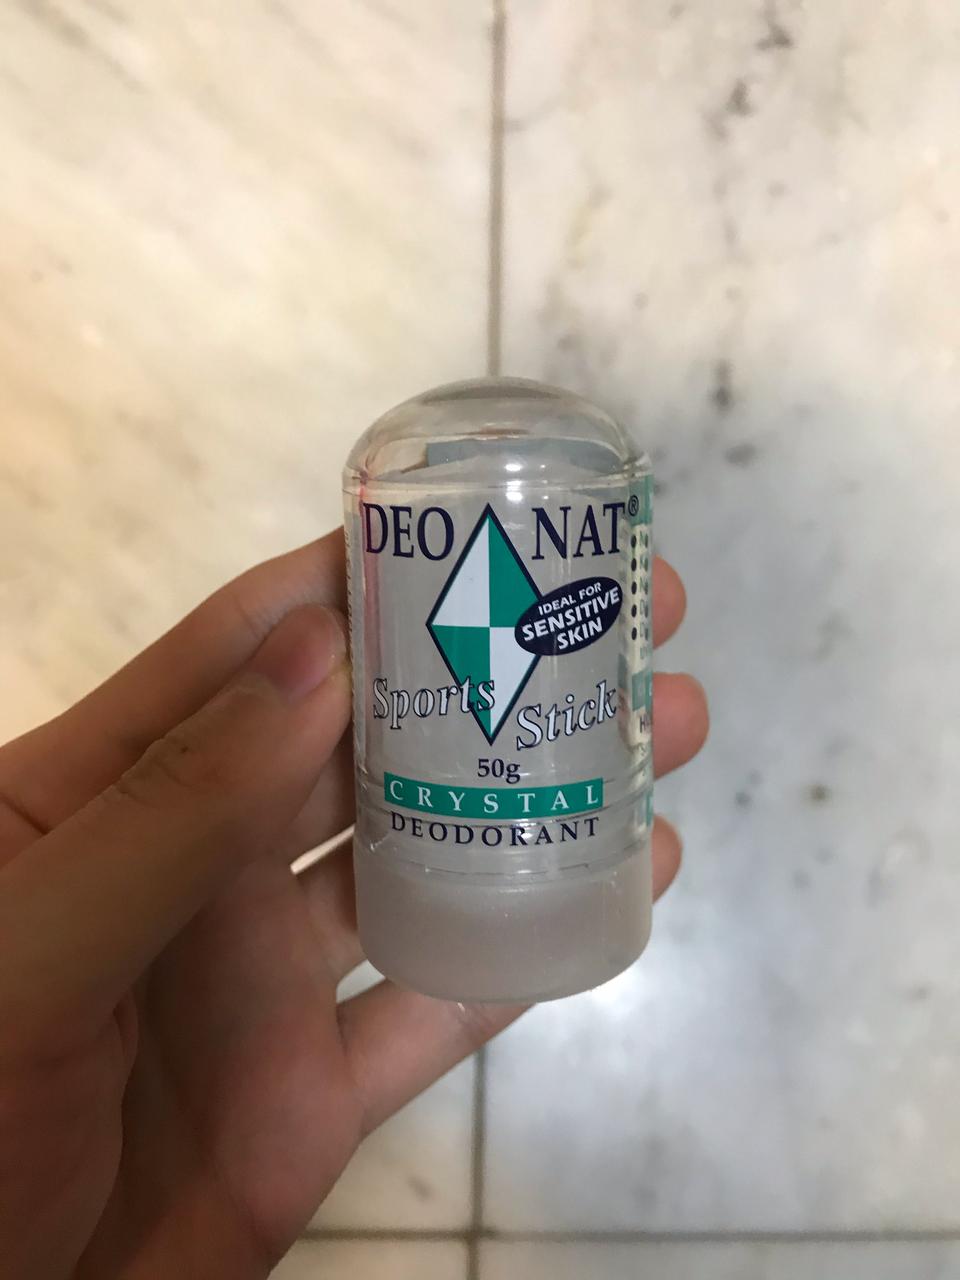 DEO NAT®
IDEAL FOR
SENSITIVE
SKIN
Sports
Stick
50g
CRYSTAL
DEODORANT